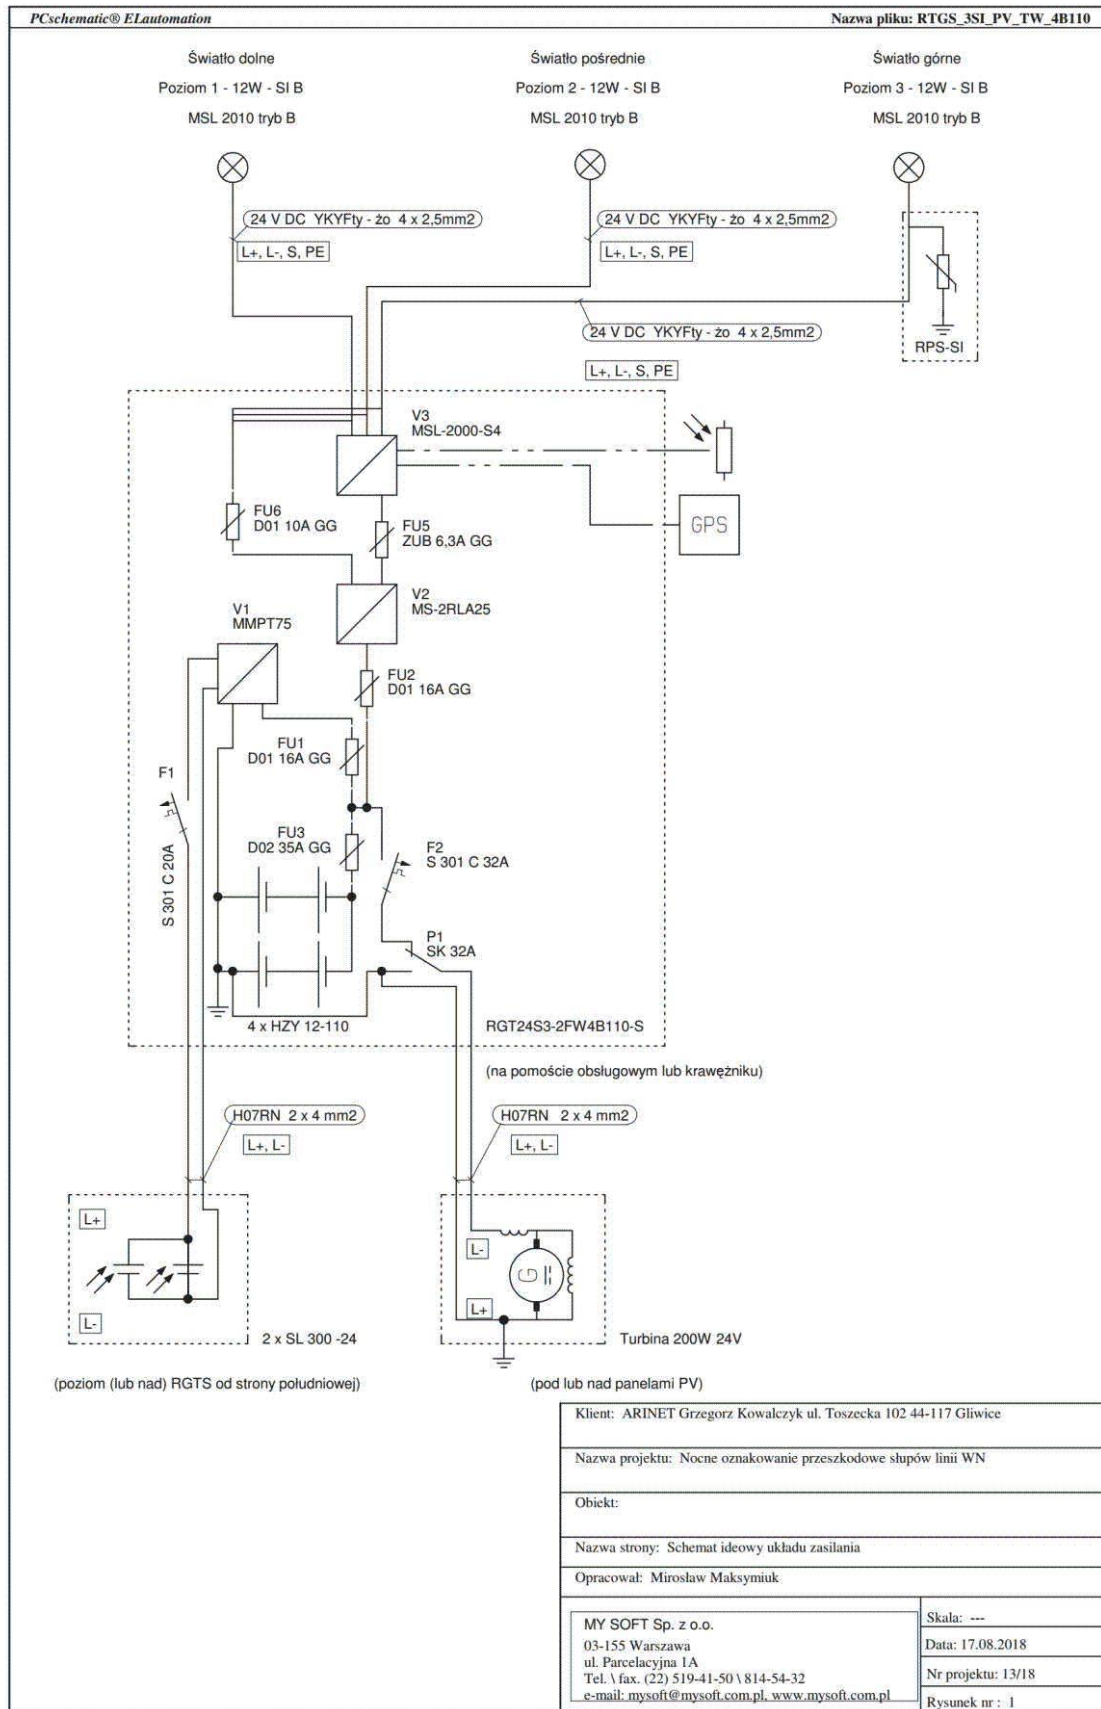 PCschematic® ELautomation
Nazwa pliku: RTGS_3SI_PV_TW_4B110
Światło dolne
Poziom 1 - 12W - SI B
MSL 2010 tryb B
Światło pośrednie
Poziom 2 - 12W - SI B
MSL 2010 tryb B
Światło górne
Poziom 3 - 12W - SI B
MSL 2010 tryb B
24 V DC YKYFty - żo 4 x 2,5mm2
L+, L-, S, PE
24 V DC YKYFty - żo 4 x 2,5mm2
L+, L-, S, PE
24 V DC YKYFty - żo 4 x 2,5mm2
L+, L-, S, PE
RPS-SI
V3
MSL-2000-S4
FU6
D01 10A GG
FU5
ZUB 6,3A GG
GPS
V2
MS-2RLA25
V1
MMPT75
FU2
D01 16A GG
FU1
D01 16A GG
F1
S 301 C 20A
FU3
D02 35A GG
F2
S 301 C 32A
P1
SK 32A
4 x HZY 12-110
RGT24S3-2FW4B110-S
(na pomoście obsługowym lub krawężniku)
H07RN 2 x 4 mm2
L+, L-
H07RN 2 x 4 mm2
L+, L-
L+
L-
2 x SL 300 -24
L-
G
L+
Turbina 200W 24V
(poziom (lub nad) RGTS od strony południowej)
(pod lub nad panelami PV)
Klient: ARINET Grzegorz Kowalczyk ul. Toszecka 102 44-117 Gliwice
Nazwa projektu: Nocne oznakowanie przeszkodowe słupów linii WN
Obiekt:
Nazwa strony: Schemat ideowy układu zasilania
Opracował: Mirosław Maksymiuk
MY SOFT Sp. z o.o.
03-155 Warszawa
ul. Parcelacyjna 1A
Tel. \ fax. (22) 519-41-50 \ 814-54-32
e-mail: mysoft@mysoft.com.pl, www.mysoft.com.pl
Skala: ---
Data: 17.08.2018
Nr projektu: 13/18
Rysunek nr : 1